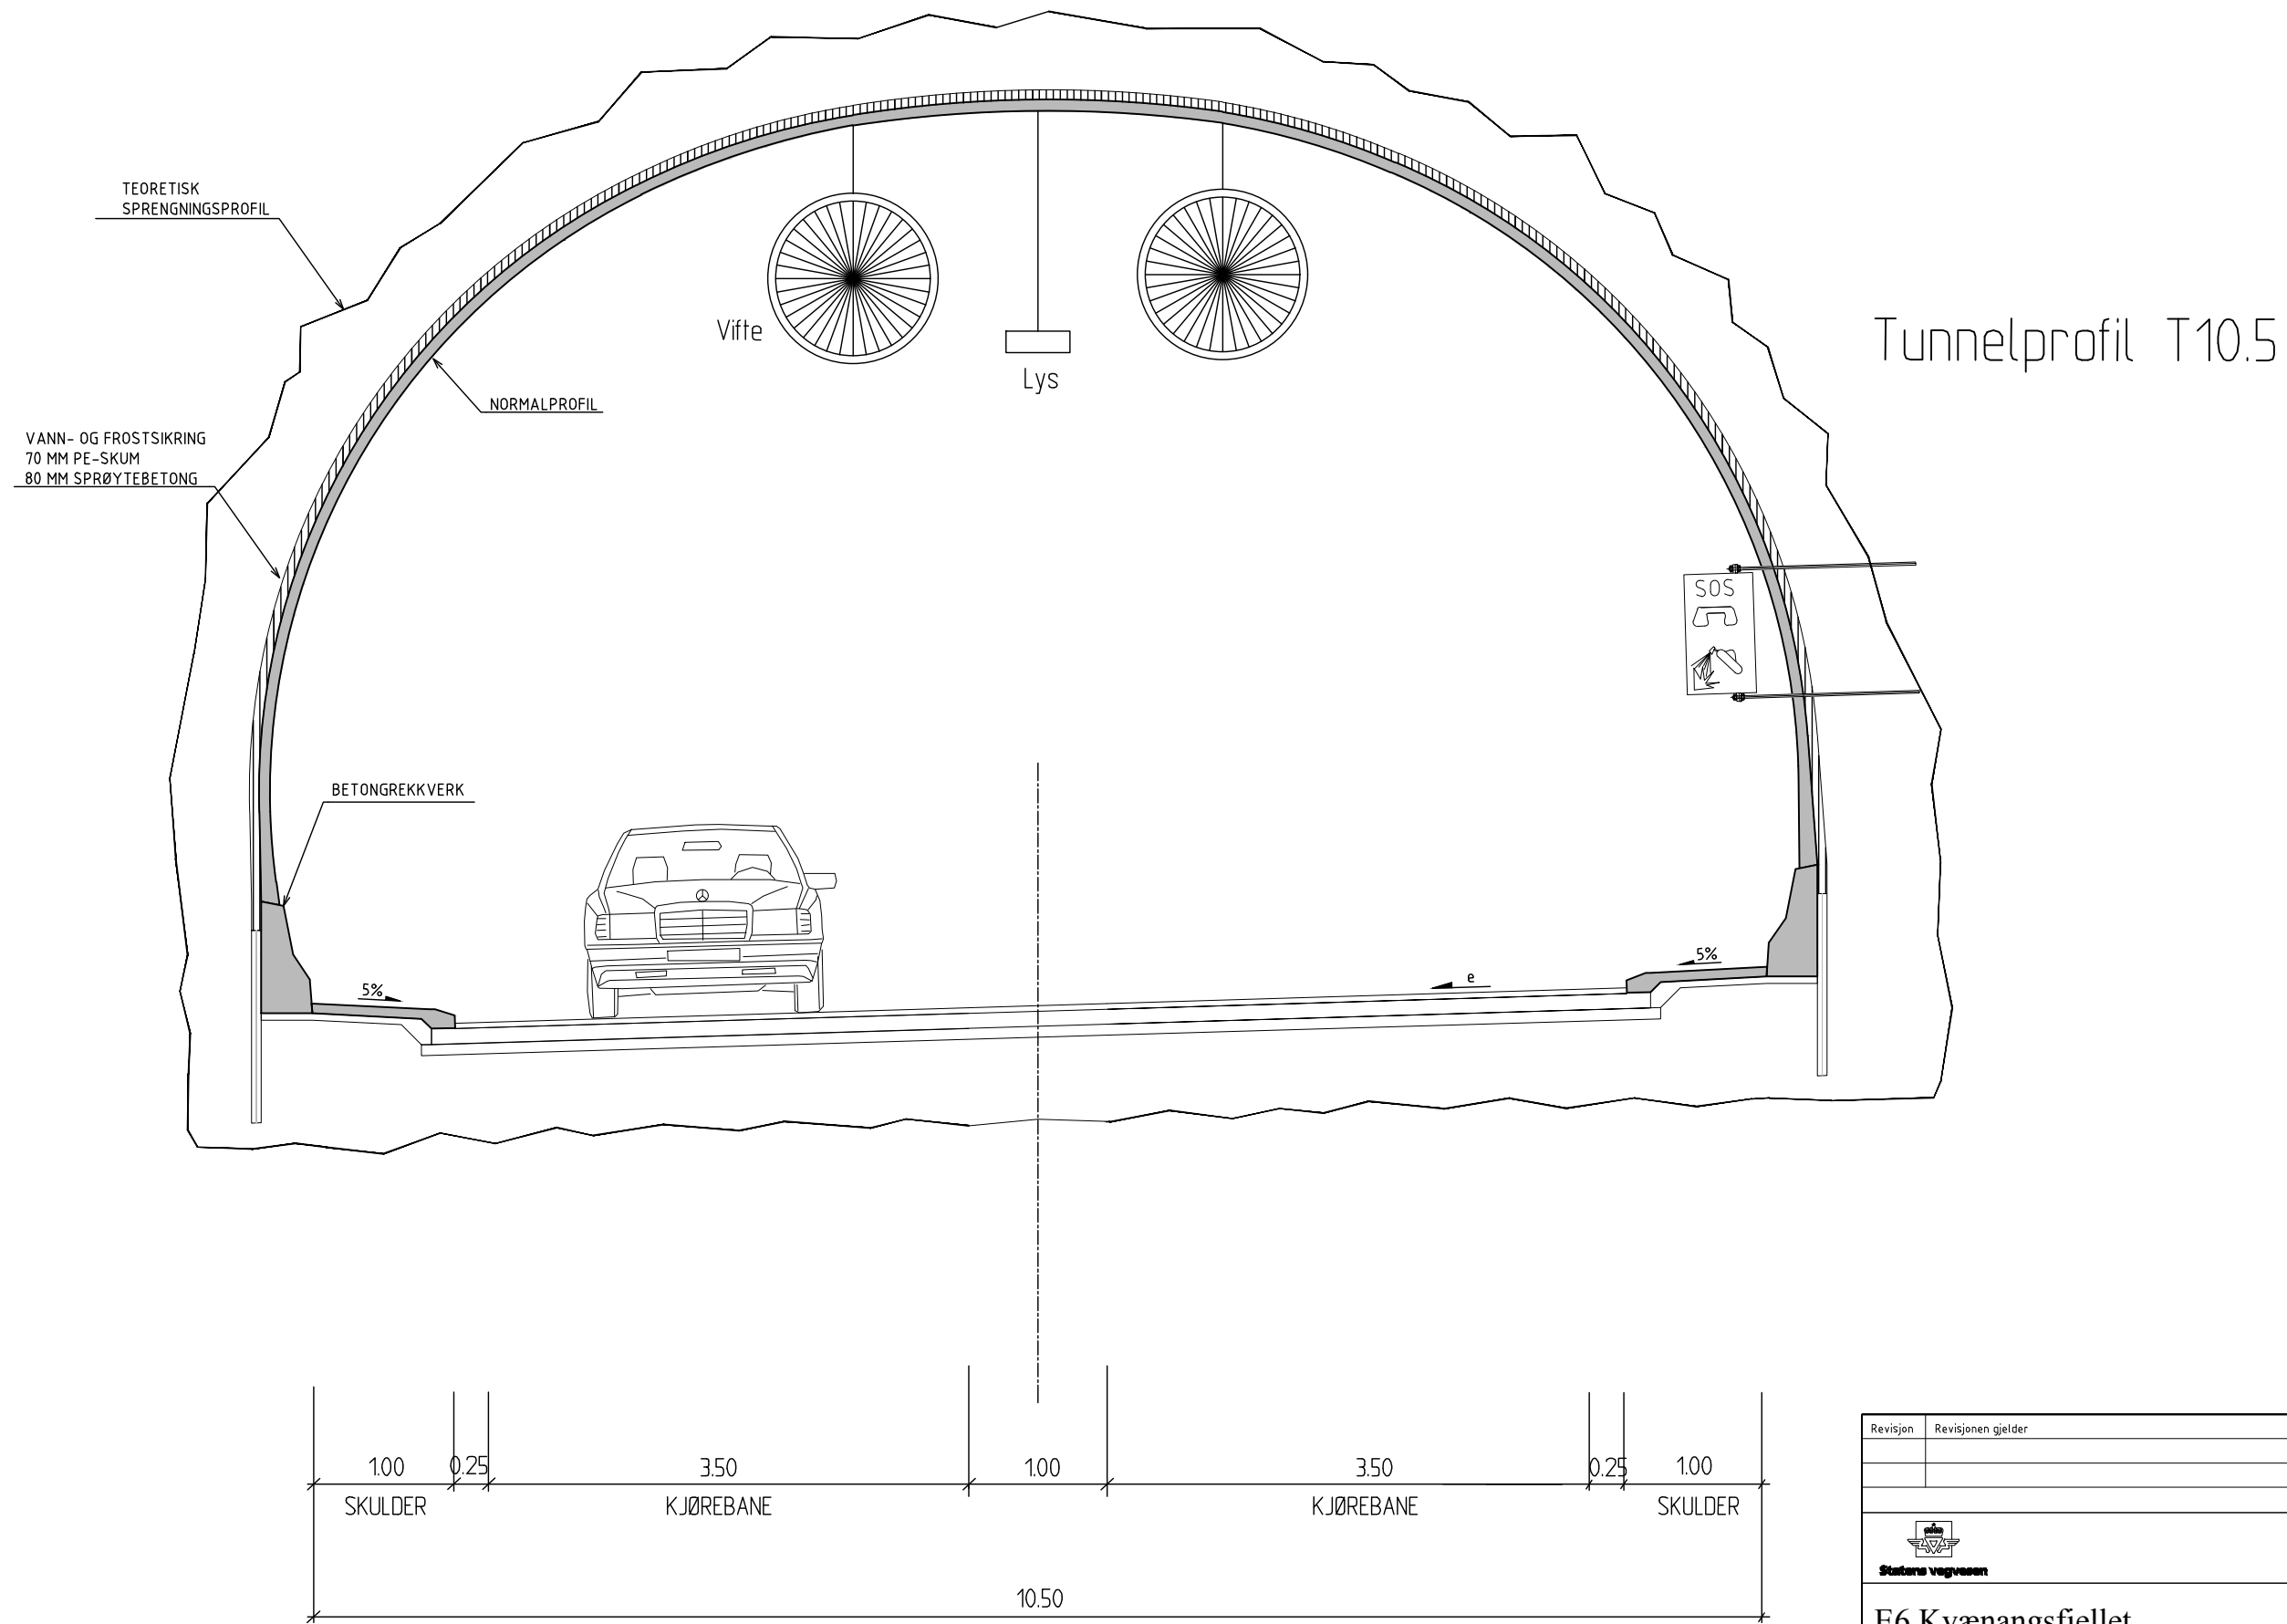 TEORETISK
SPRENGNINGSPROFIL
Vifte
Lys
Tunnelprofil T10.5
NORMALPROFIL
VANN- OG FROSTSIKRING
70 MM PE-SKUM
80 MM SPRØYTEBETONG
SOS
BETONGREKKVERK
5%
e
5%
1.00 0.25 3.50 1.00 3.50 0.25 1.00
SKULDER KJØREBANE KJØREBANE SKULDER
10.50
Revisjon Revisjonen gjelder
Statens vegvesen
E6 Kvænangsfjellet